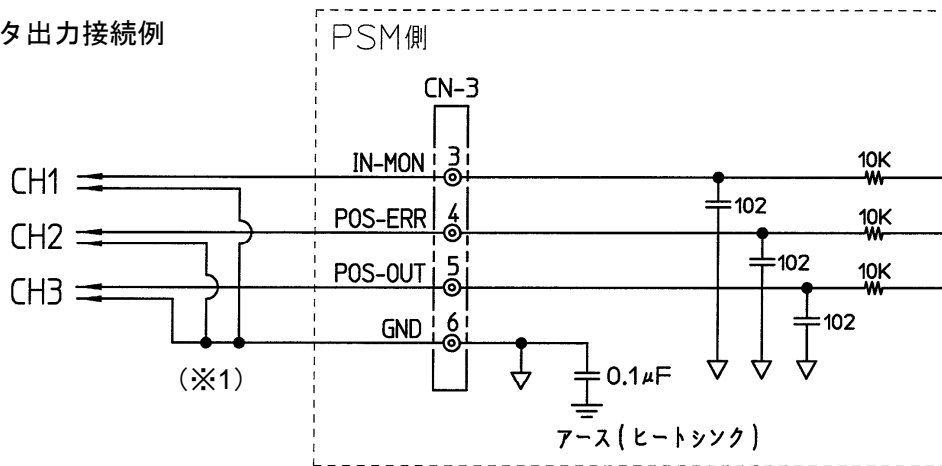 タ出力接続例
PSM側
CN-3
CH1
IN-MON
3
10K
102
CH2
POS-ERR
4
10K
102
CH3
POS-OUT
5
10K
102
GND
6
(※1)
0.1μF
アース(ヒートシンク)